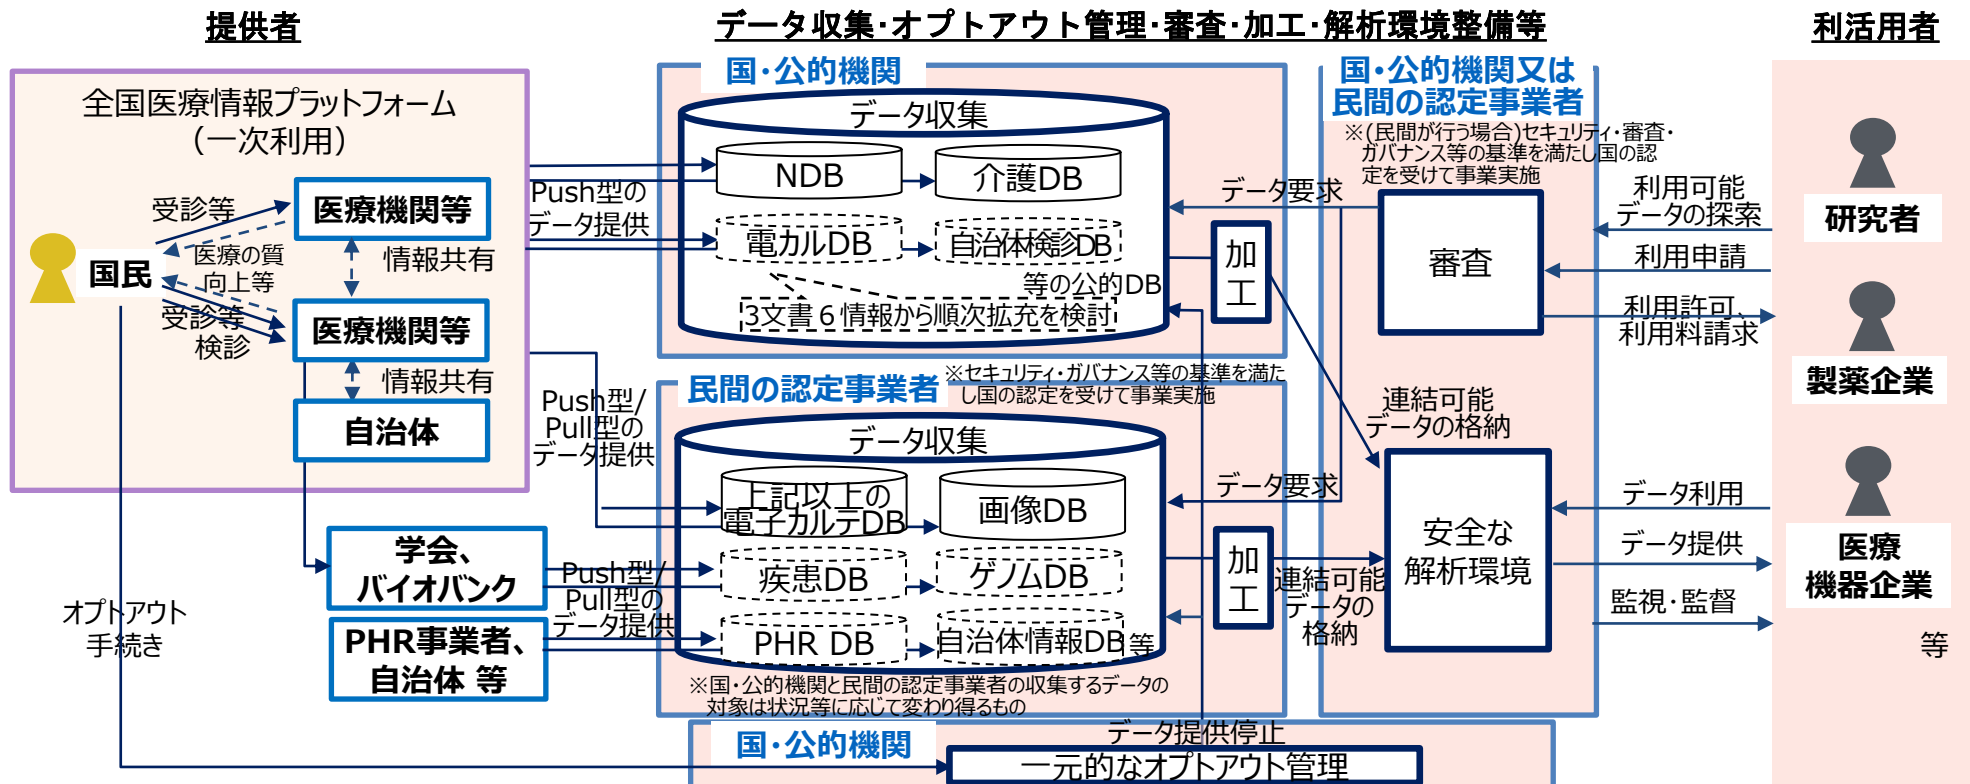 提供者
データ収集・オプトアウト管理・審査・加工・解析環境整備等
利活用者
全国医療情報プラットフォーム
（一次利用）
国民
受診等
医療の質
向上等
受診等
検診
医療機関等
情報共有
医療機関等
情報共有
自治体
学会、
バイオバンク
PHR事業者、
自治体 等
オプトアウト
手続き
Push型の
データ提供
Push型/
Pull型の
データ提供
Push型/
Pull型の
データ提供
国・公的機関
データ収集
NDB
介護DB
電カルDB
自治体検診DB
等の公的DB
3文書６情報から順次拡充を検討
加
工
民間の認定事業者
※セキュリティ・ガバナンス等の基準を満た
し国の認定を受けて事業実施
データ収集
上記以上の
電子カルテDB
画像DB
疾患DB
ゲノムDB
PHR DB
自治体情報DB
等
※国・公的機関と民間の認定事業者の収集するデータの
対象は状況等に応じて変わり得るもの
加
工
国・公的機関
データ提供停止
一元的なオプトアウト管理
国・公的機関又は
民間の認定事業者
※(民間が行う場合)セキュリティ・審査・
ガバナンス等の基準を満たし国の認
定を受けて事業実施
データ要求
審査
連結可能
データの格納
データ要求
安全な
解析環境
連結可能
データの
格納
利用可能
データの探索
利用申請
利用許可、
利用料請求
データ利用
データ提供
監視・監督
研究者
製薬企業
医療
機器企業
等